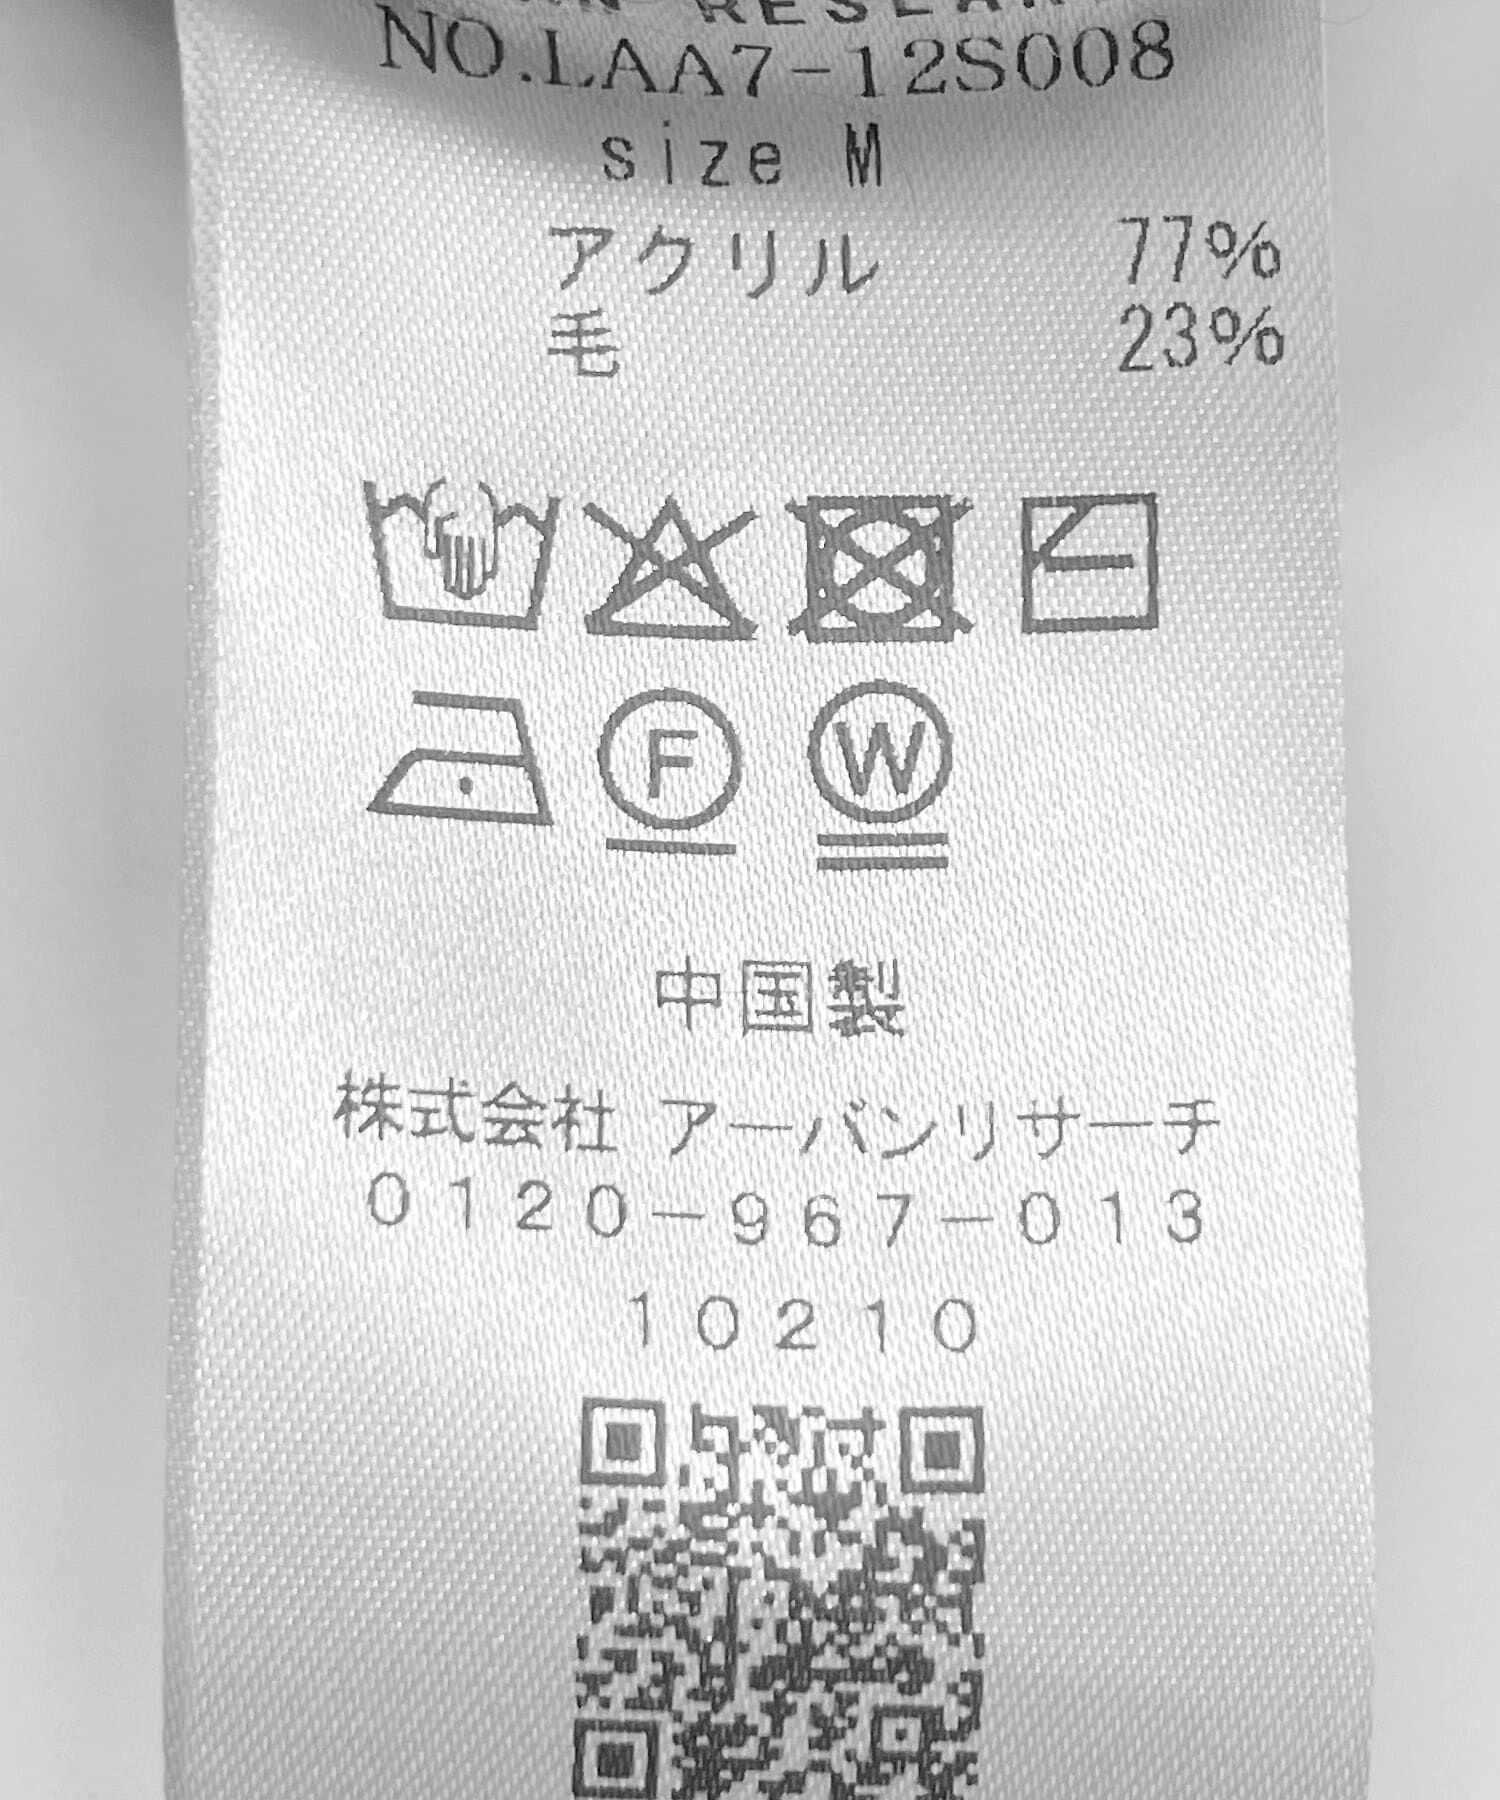 RESEAR
NO.LAA7-12S008
size M
アクリル 77%
毛 23%
F W
中国製
株式会社 アーバンリサーチ
0120-967-013
10210